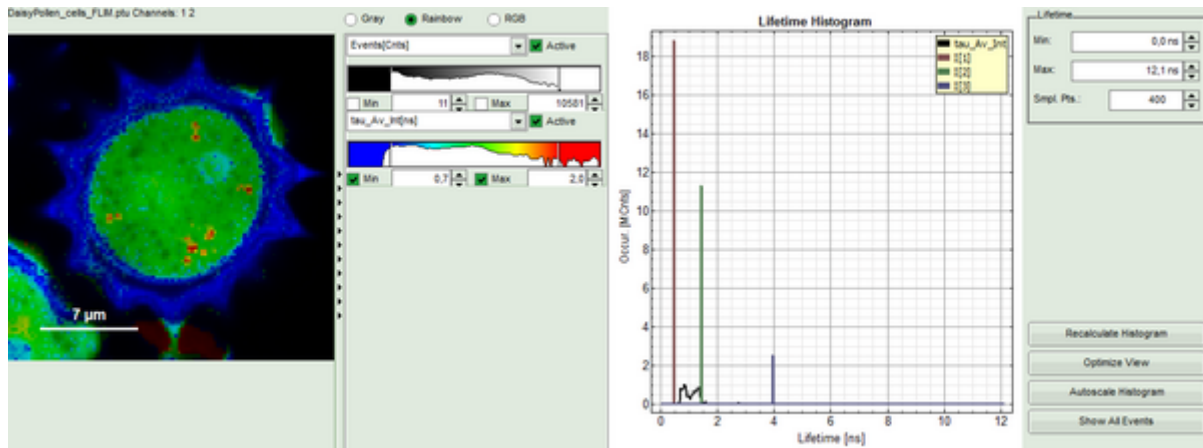 DaisyPollen_cells_FLIM.ptu Channels: 1 2
7 µm
Gray
Rainbow
RGB
Events[Cnts]
Active
Min
11
Max
10581
tau_Av_Int[ns]
Active
Min
0,7
Max
2,0
Lifetime Histogram
tau_Av_Int
I[1]
I[2]
I[3]
Occur. [MCnts]
18
16
14
12
10
8
6
4
2
0
0
2
4
6
8
10
12
Lifetime [ns]
Lifetime
Min:
0,0 ns
Max:
12,1 ns
Smpl. Pts.:
400
Recalculate Histogram
Optimize View
Autoscale Histogram
Show All Events